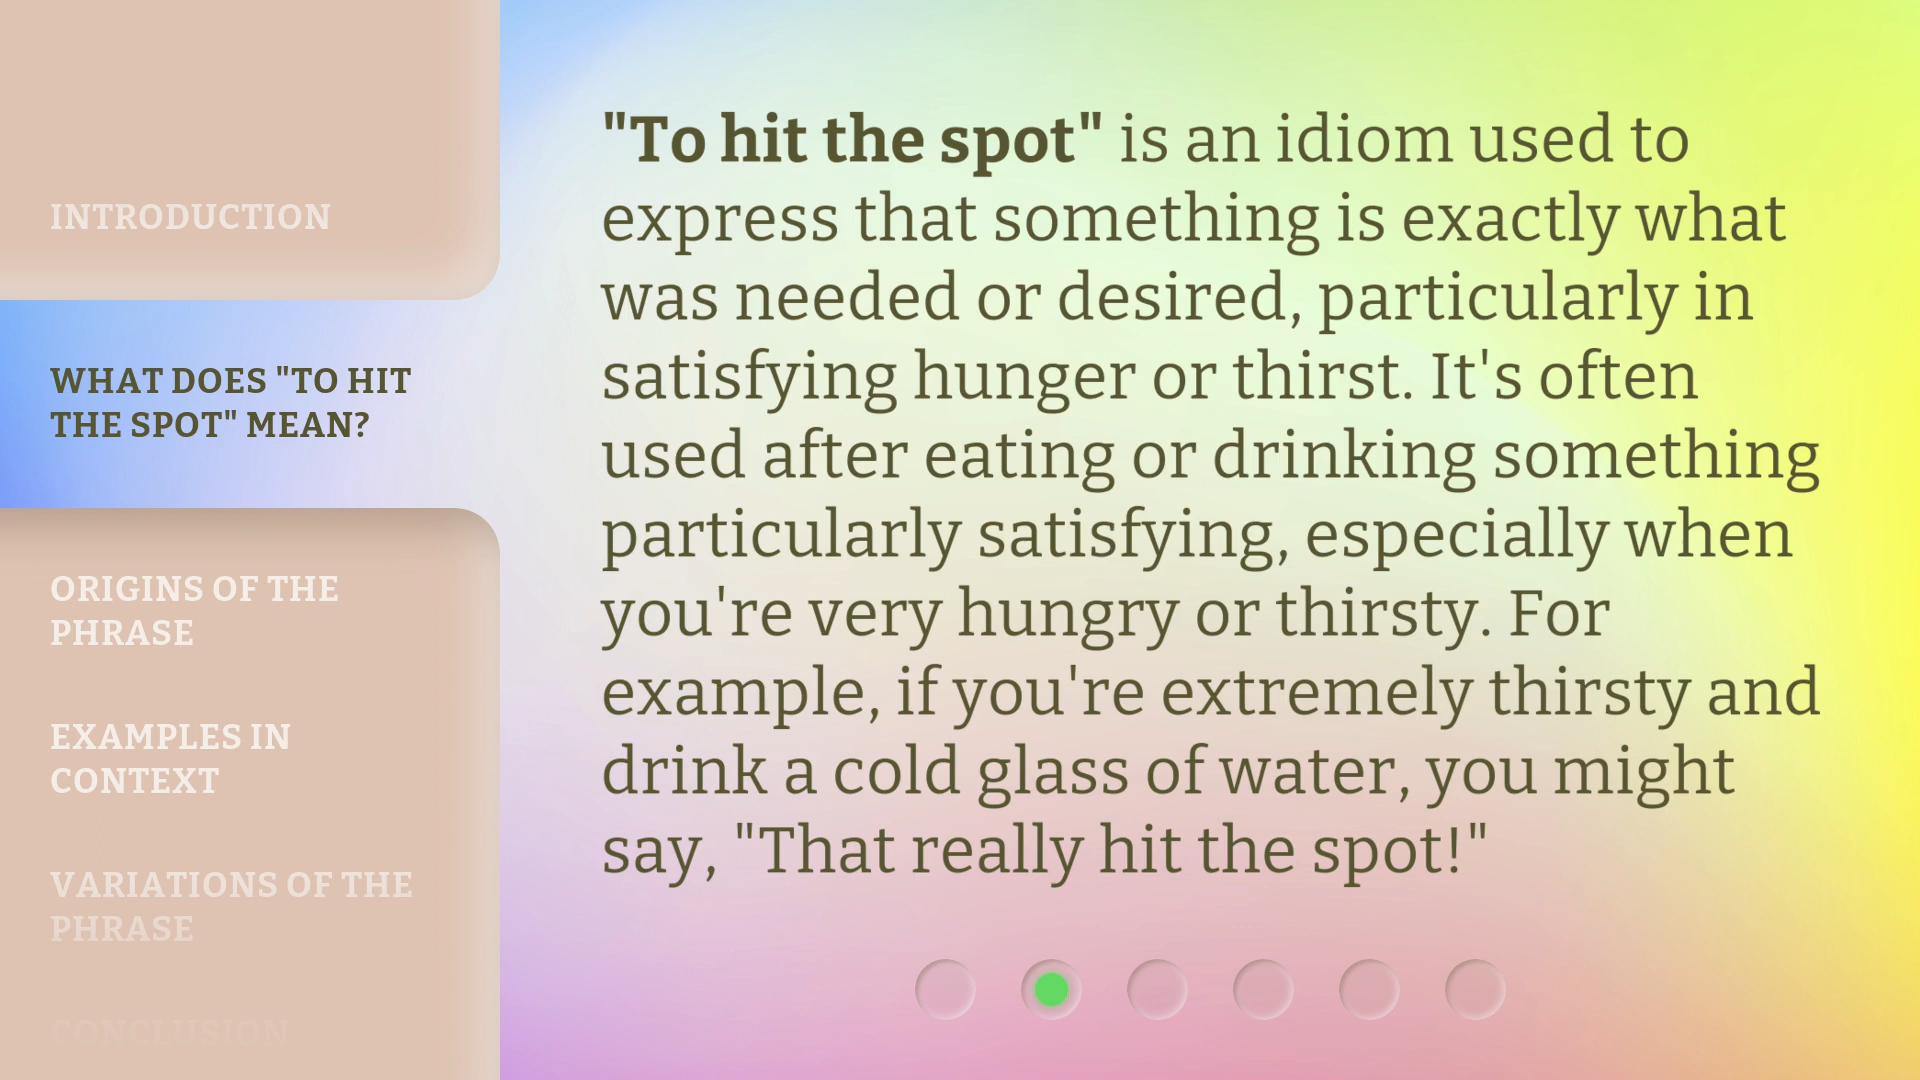 INTRODUCTION
WHAT DOES "TO HIT
THE SPOT" MEAN?
ORIGINS OF THE
PHRASE
EXAMPLES IN
CONTEXT
VARIATIONS OF THE
PHRASE
CONCLUSION
"To hit the spot" is an idiom used to
express that something is exactly what
was needed or desired, particularly in
satisfying hunger or thirst. It's often
used after eating or drinking something
particularly satisfying, especially when
you're very hungry or thirsty. For
example, if you're extremely thirsty and
drink a cold glass of water, you might
say, "That really hit the spot!"